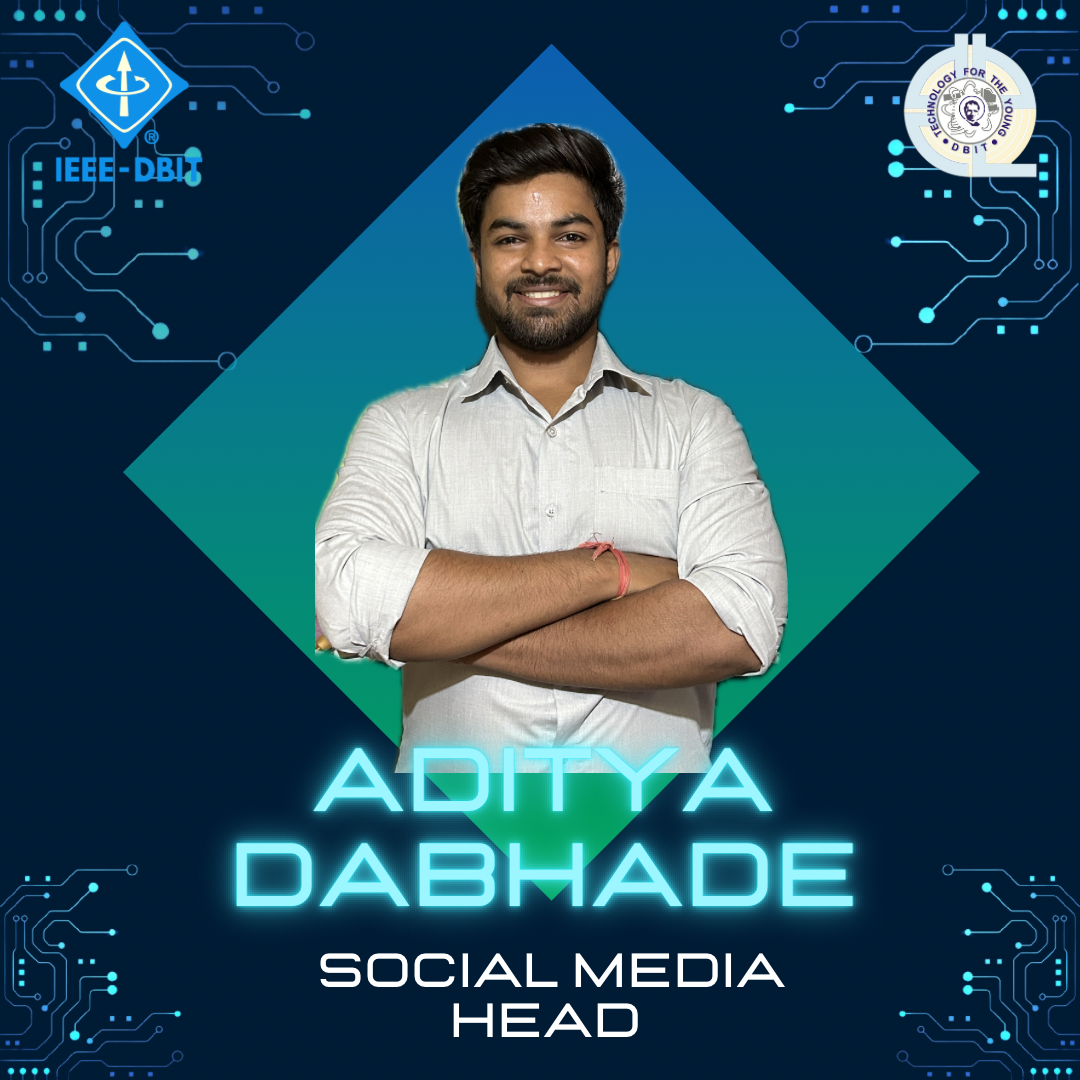 IEEE-DBIT
®
TECHNOLOGY FOR THE YOUNG
• DBIT •
ADITYA
DABHADE
SOCIAL MEDIA
HEAD